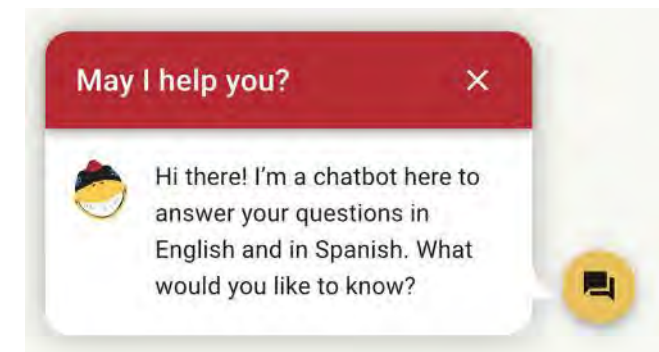 May I help you?
Hi there! I'm a chatbot here to
answer your questions in
English and in Spanish. What
would you like to know?